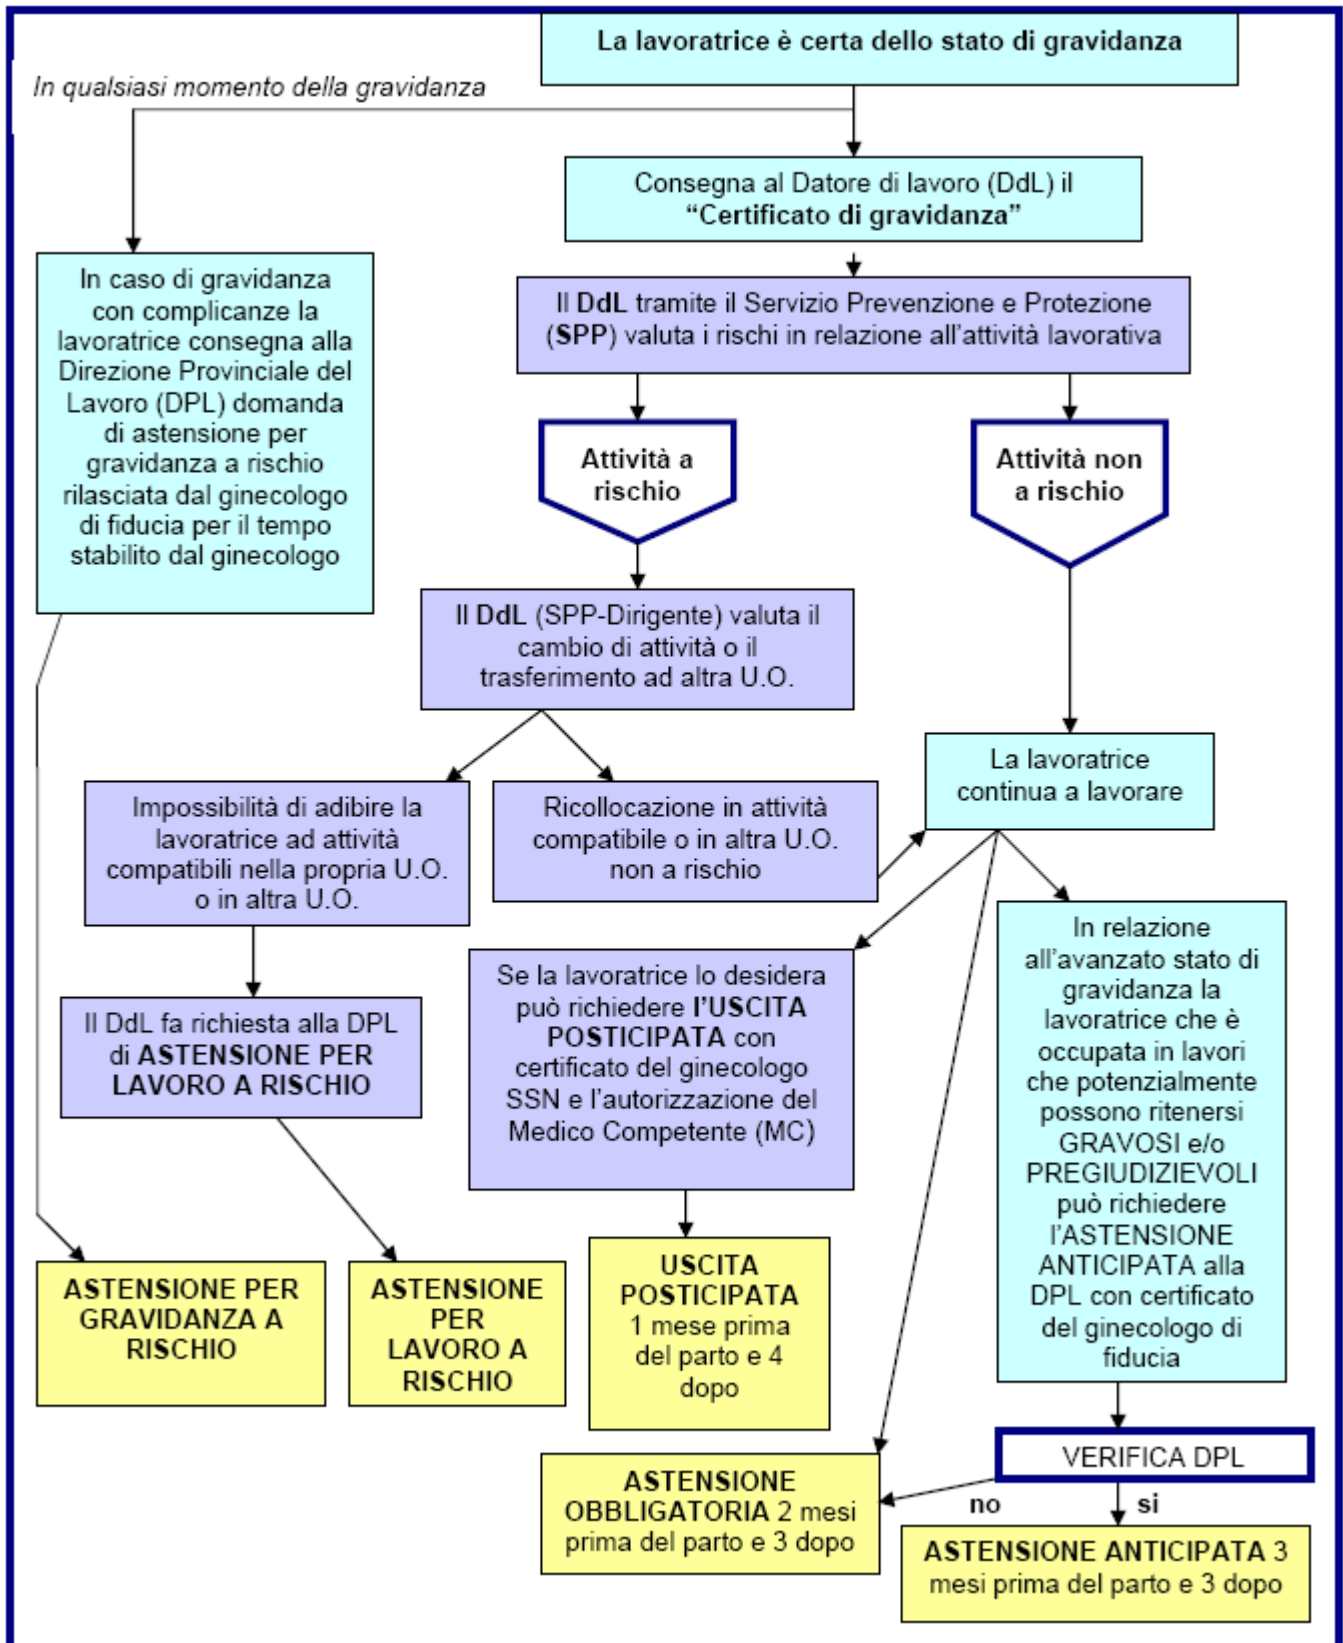 La lavoratrice è certa dello stato di gravidanza
In qualsiasi momento della gravidanza
Consegna al Datore di lavoro (DdL) il
“Certificato di gravidanza”
In caso di gravidanza
con complicanze la
lavoratrice consegna alla
Direzione Provinciale del
Lavoro (DPL) domanda
di astensione per
gravidanza a rischio
rilasciata dal ginecologo
di fiducia per il tempo
stabilito dal ginecologo
Il DdL tramite il Servizio Prevenzione e Protezione
(SPP) valuta i rischi in relazione all’attività lavorativa
Attività a
rischio
Attività non
a rischio
Il DdL (SPP-Dirigente) valuta il
cambio di attività o il
trasferimento ad altra U.O.
La lavoratrice
continua a lavorare
Impossibilità di adibire la
lavoratrice ad attività
compatibili nella propria U.O.
o in altra U.O.
Ricollocazione in attività
compatibile o in altra U.O.
non a rischio
Il DdL fa richiesta alla DPL
di ASTENSIONE PER
LAVORO A RISCHIO
Se la lavoratrice lo desidera
può richiedere l’USCITA
POSTICIPATA con
certificato del ginecologo
SSN e l’autorizzazione del
Medico Competente (MC)
In relazione
all’avanzato stato di
gravidanza la
lavoratrice che è
occupata in lavori
che potenzialmente
possono ritenersi
GRAVOSI e/o
PREGIUDIZIEVOLI
può richiedere
l’ASTENSIONE
ANTICIPATA alla
DPL con certificato
del ginecologo di
fiducia
ASTENSIONE PER
GRAVIDANZA A
RISCHIO
ASTENSIONE
PER
LAVORO A
RISCHIO
USCITA
POSTICIPATA
1 mese prima
del parto e 4
dopo
VERIFICA DPL
no
si
ASTENSIONE
OBBLIGATORIA 2 mesi
prima del parto e 3 dopo
ASTENSIONE ANTICIPATA 3
mesi prima del parto e 3 dopo